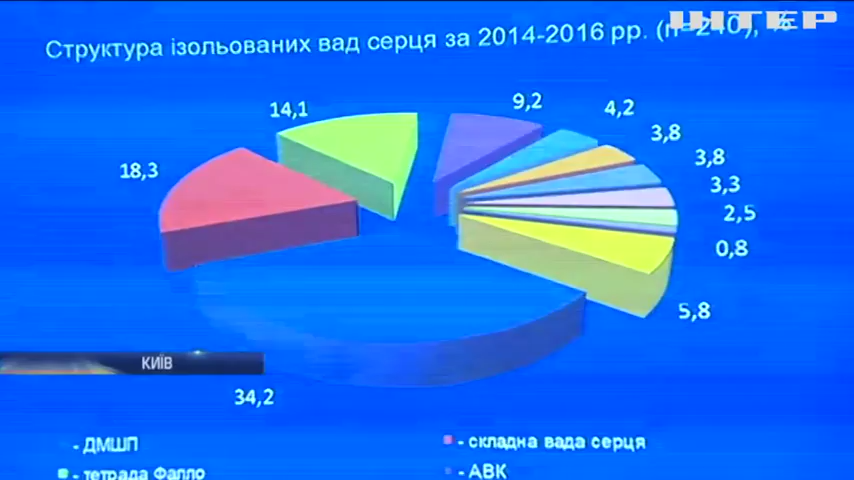 ІНТЕР
Структура ізольованих вад серця за 2014-2016 рр. (n=240), %
14,1
9,2
4,2
3,8
18,3
3,8
3,3
2,5
0,8
5,8
КИЇВ
34,2
- ДМШП
- складна вада серця
- тетрада Фалло
- АВК